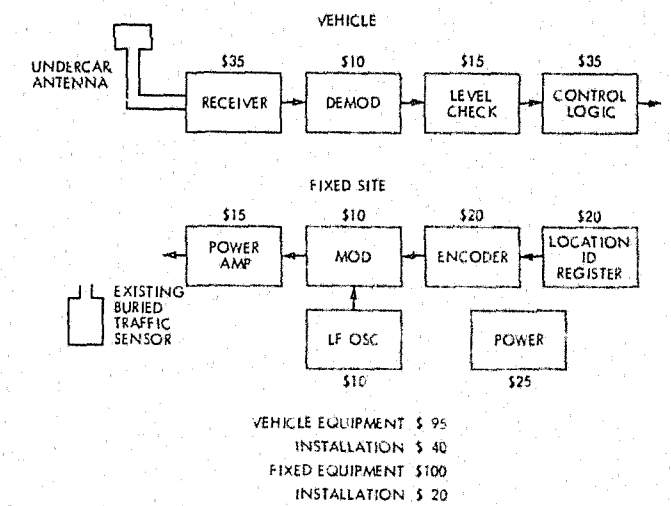 VEHICLE
UNDERCAR
ANTENNA
$35
RECEIVER
$10
DEMOD
$15
LEVEL
CHECK
$35
CONTROL
LOGIC
FIXED SITE
$15
POWER
AMP
$10
MOD
$20
ENCODER
$20
LOCATION
ID
REGISTER
EXISTING
BURIED
TRAFFIC
SENSOR
LF OSC
$10
POWER
$25
VEHICLE EQUIPMENT $ 95
INSTALLATION $ 40
FIXED EQUIPMENT $100
INSTALLATION $ 20